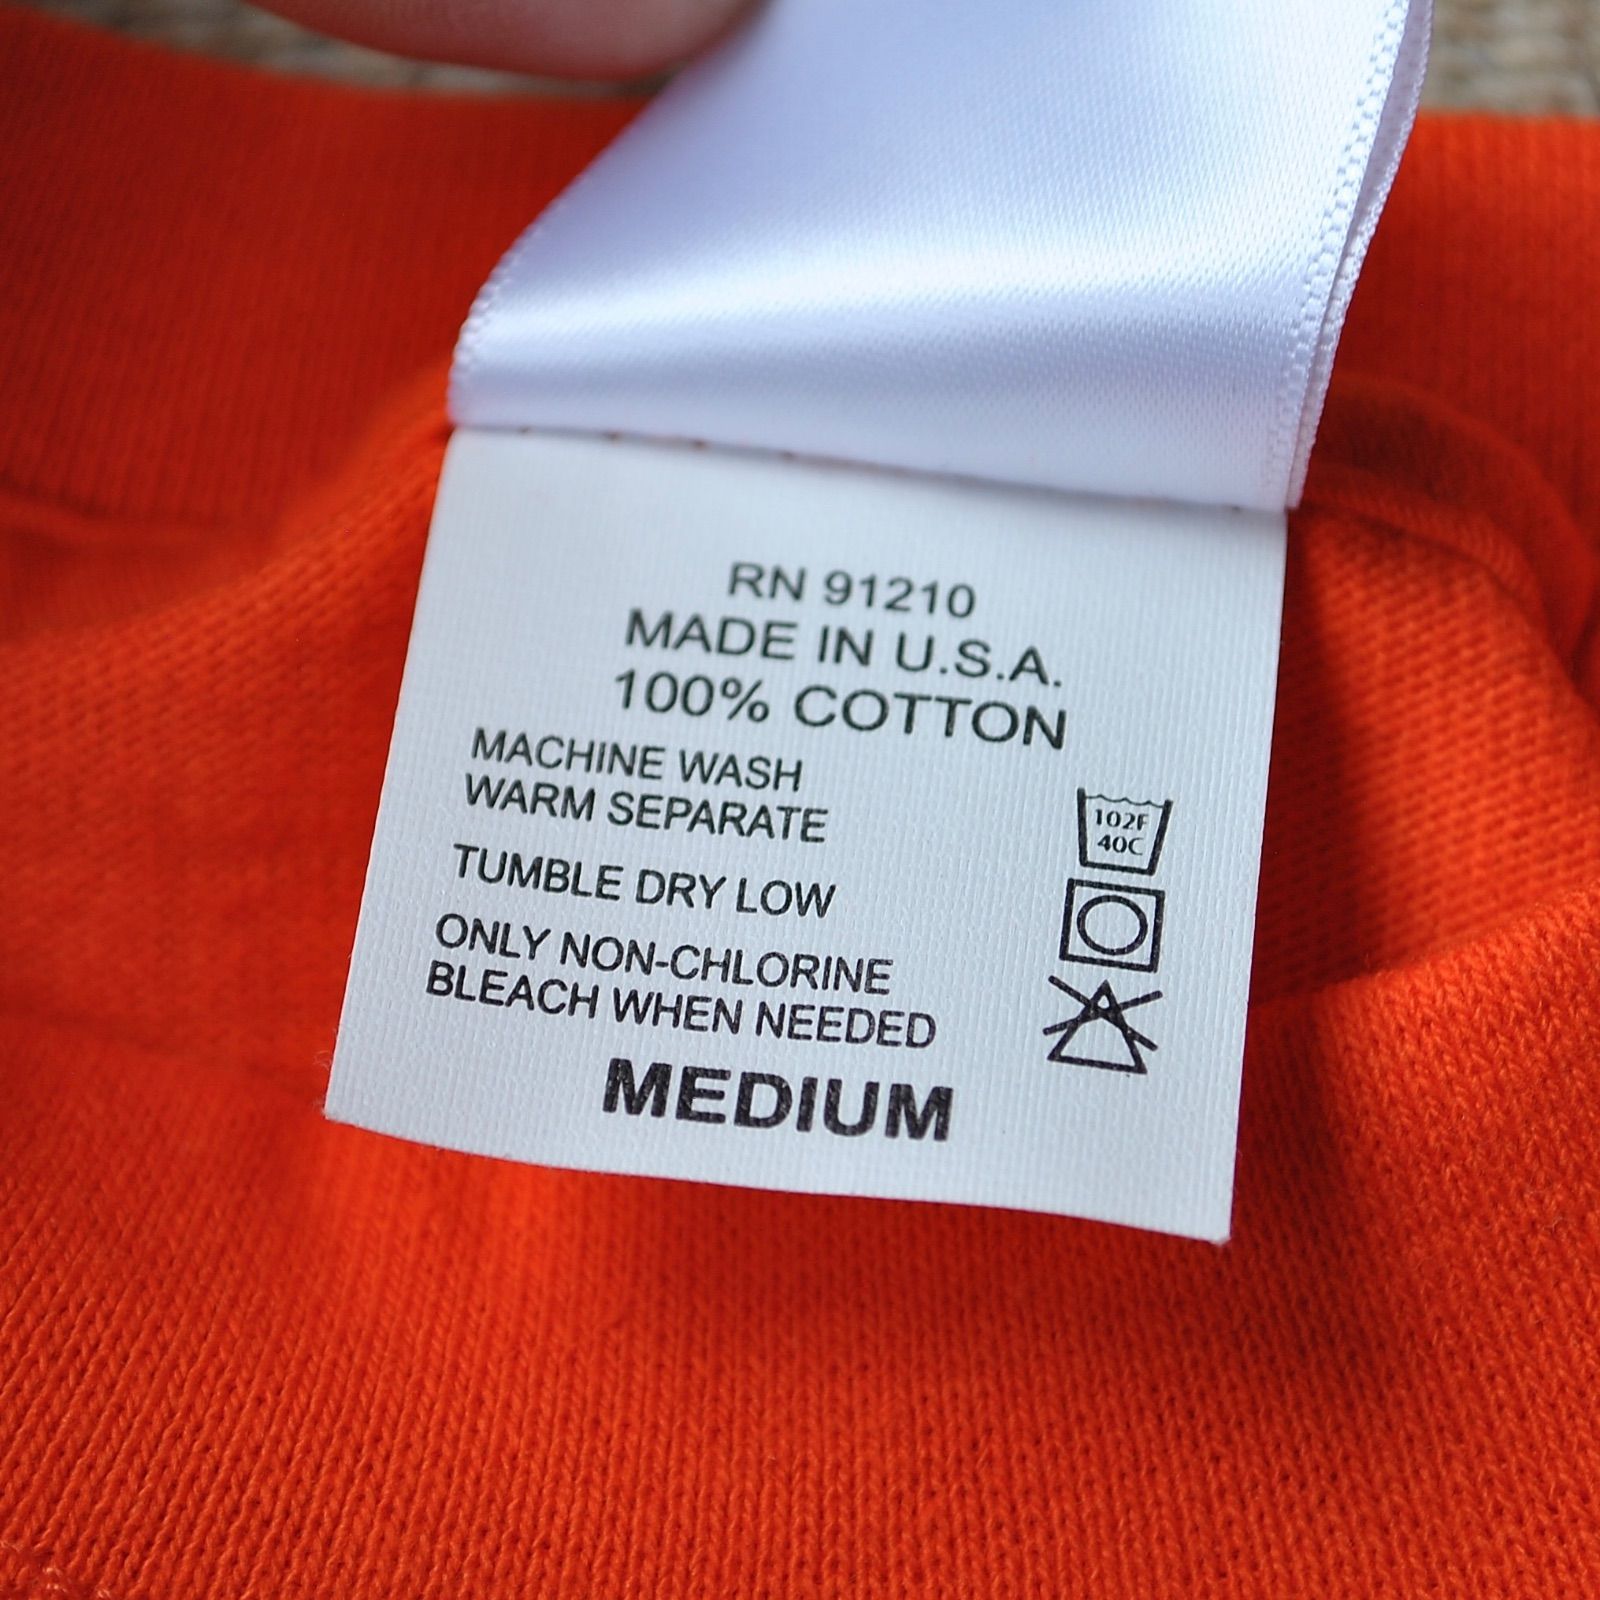 RN 91210
MADE IN U.S.A.
100% COTTON
MACHINE WASH
WARM SEPARATE
TUMBLE DRY LOW
ONLY NON-CHLORINE
BLEACH WHEN NEEDED
MEDIUM
102F
40C